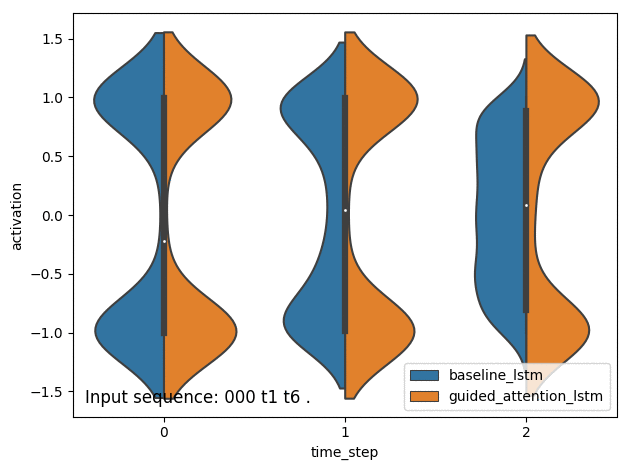 1.5
1.0
0.5
0.0
−0.5
−1.0
−1.5
activation
Input sequence: 000 t1 t6 .
baseline_lstm
guided_attention_lstm
0
1
2
time_step